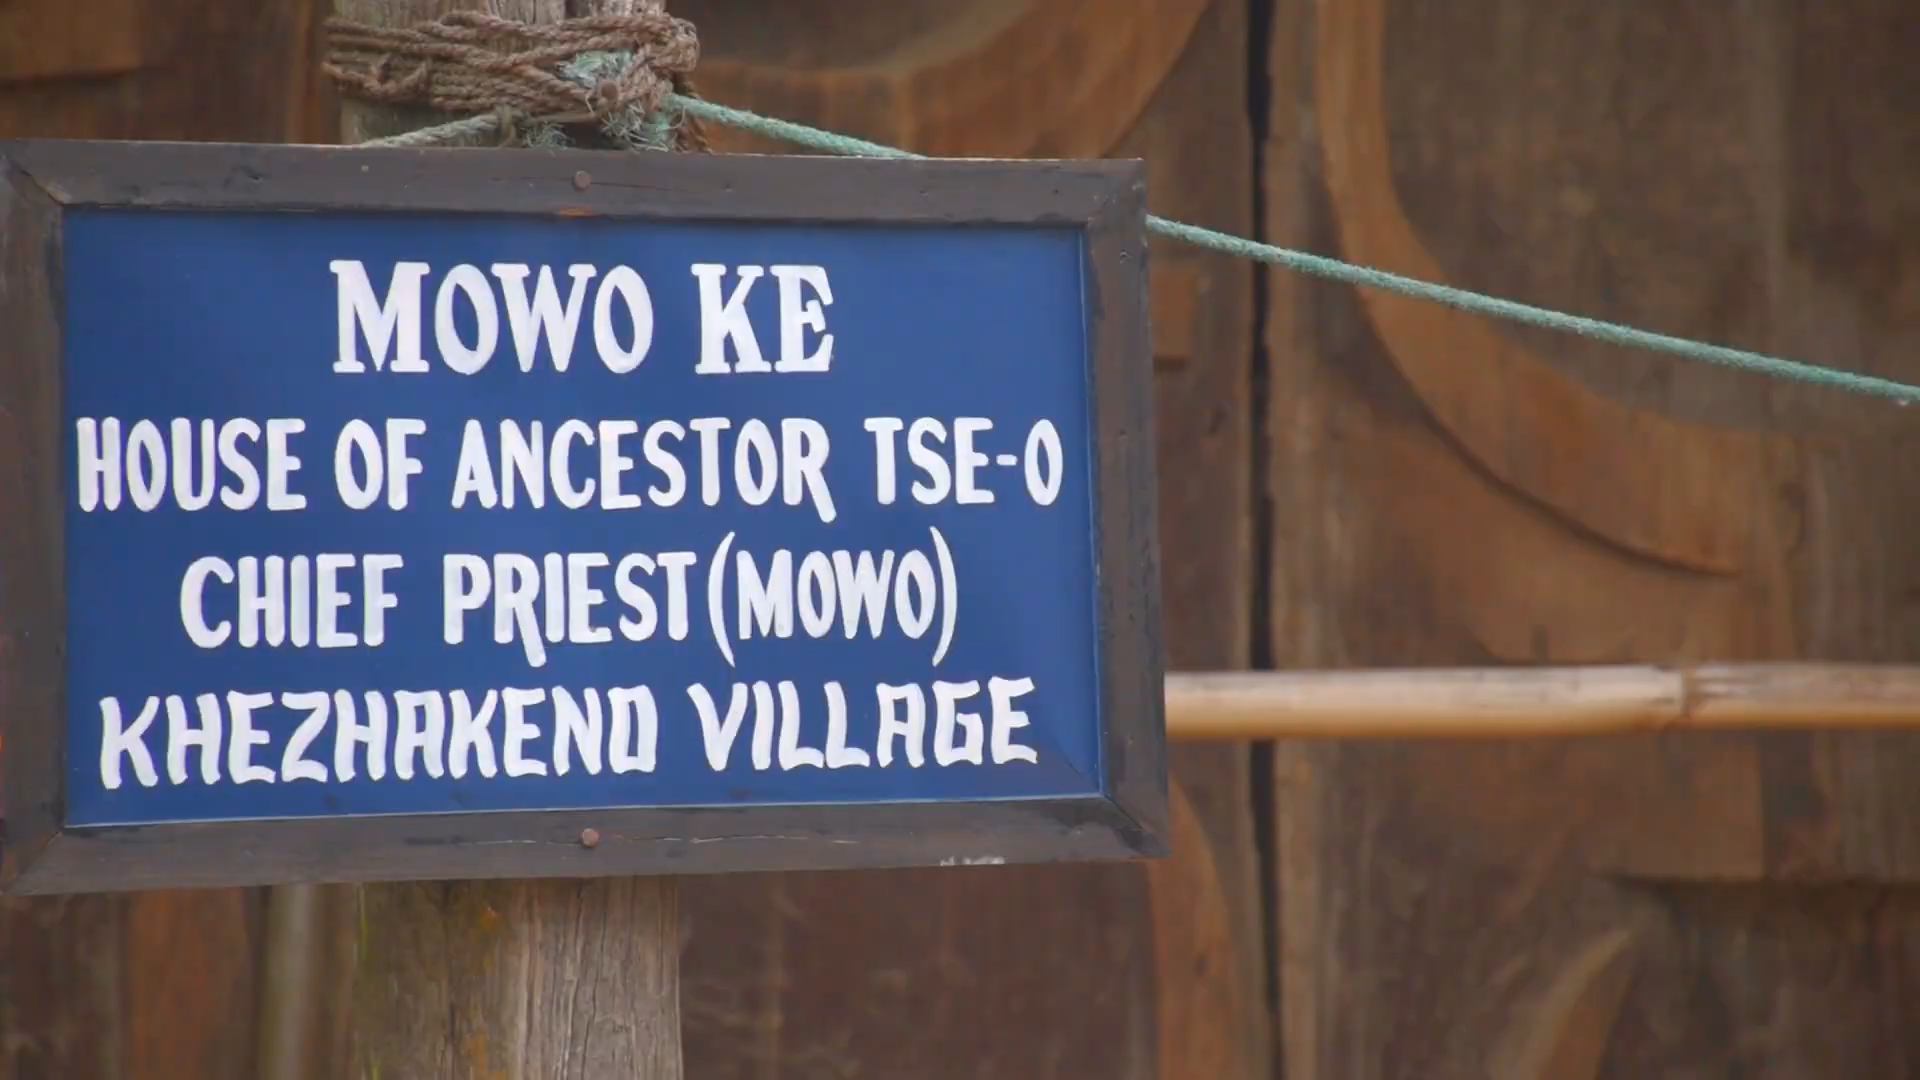 MOWO KE
HOUSE OF ANCESTOR TSE-O
CHIEF PRIEST (MOWO)
KHEZHAKENO VILLAGE